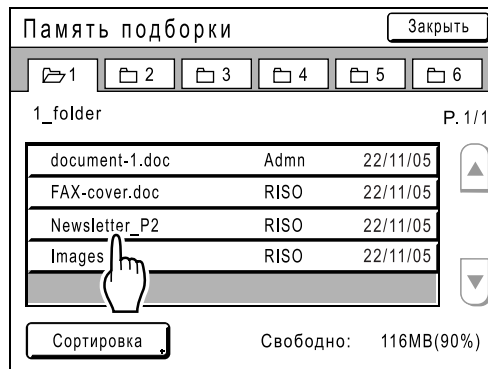 Память подборки Закрыть
1 2 3 4 5 6
1_folder P. 1/1
document-1.doc Admn 22/11/05
FAX-cover.doc RISO 22/11/05
Newsletter_P2 RISO 22/11/05
Images RISO 22/11/05
Сортировка Свободно: 116MB(90%)